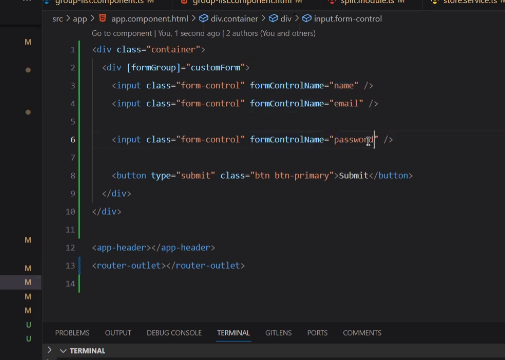 group-list.component.ts group-list.component.html split.module.ts store.service.ts
src > app > app.component.html > div.container > div > input.form-control
Go to component | You, 1 second ago | 2 authors (You and others)
M 1 <div class="container">
2 <div [formGroup]="customForm">
3 <input class="form-control" formControlName="name" />
4 <input class="form-control" formControlName="email" />
5
6 <input class="form-control" formControlName="password" />
7
8 <button type="submit" class="btn btn-primary">Submit</button>
9 </div>
10 </div>
11
M 12 <app-header></app-header>
M 13 <router-outlet></router-outlet>
M 14
M
M
U PROBLEMS OUTPUT DEBUG CONSOLE TERMINAL GITLENS PORTS COMMENTS
U
TERMINAL